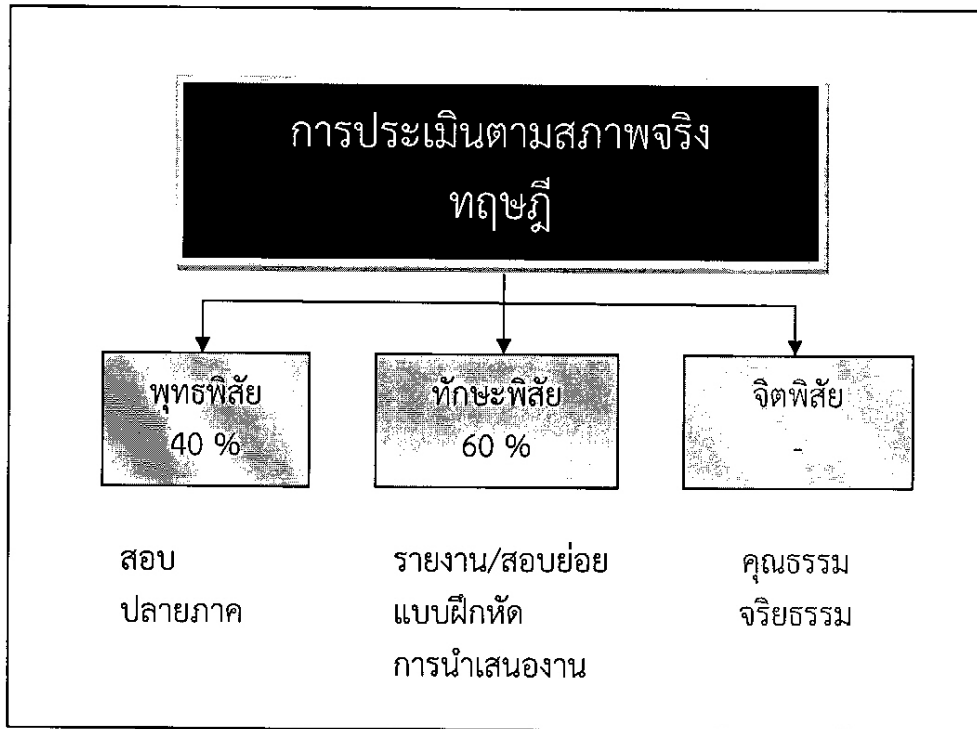 การประเมินตามสภาพจริง
ทฤษฎี
พุทธพิสัย
40 %
ทักษะพิสัย
60 %
จิตพิสัย
-
สอบ
ปลายภาค
รายงาน/สอบย่อย
แบบฝึกหัด
การนำเสนองาน
คุณธรรม
จริยธรรม